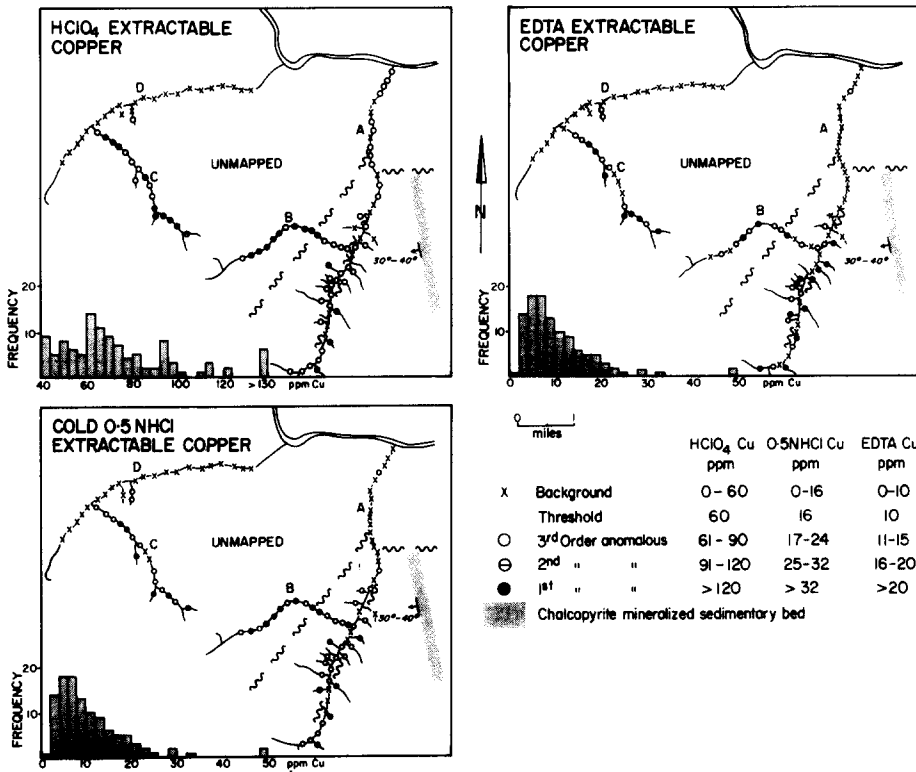 HClO4 EXTRACTABLE
COPPER
D
A
UNMAPPED
C
B
30°-40°
FREQUENCY
20
10
40 60 80 100 120 >130 ppm Cu
EDTA EXTRACTABLE
COPPER
D
A
UNMAPPED
C
B
30°-40°
N
FREQUENCY
20
10
0 10 20 30 40 50 ppm Cu
COLD 0·5 NHCl
EXTRACTABLE COPPER
D
A
UNMAPPED
C
B
30°-40°
FREQUENCY
20
10
0 10 20 30 40 50 ppm Cu
0 1
miles
HClO4 Cu 0·5NHCl Cu EDTA Cu
ppm ppm ppm
X Background 0-60 0-16 0-10
Threshold 60 16 10
3rd Order anomalous 61-90 17-24 11-15
2nd " " 91-120 25-32 16-20
1st " " >120 >32 >20
Chalcopyrite mineralized sedimentary bed